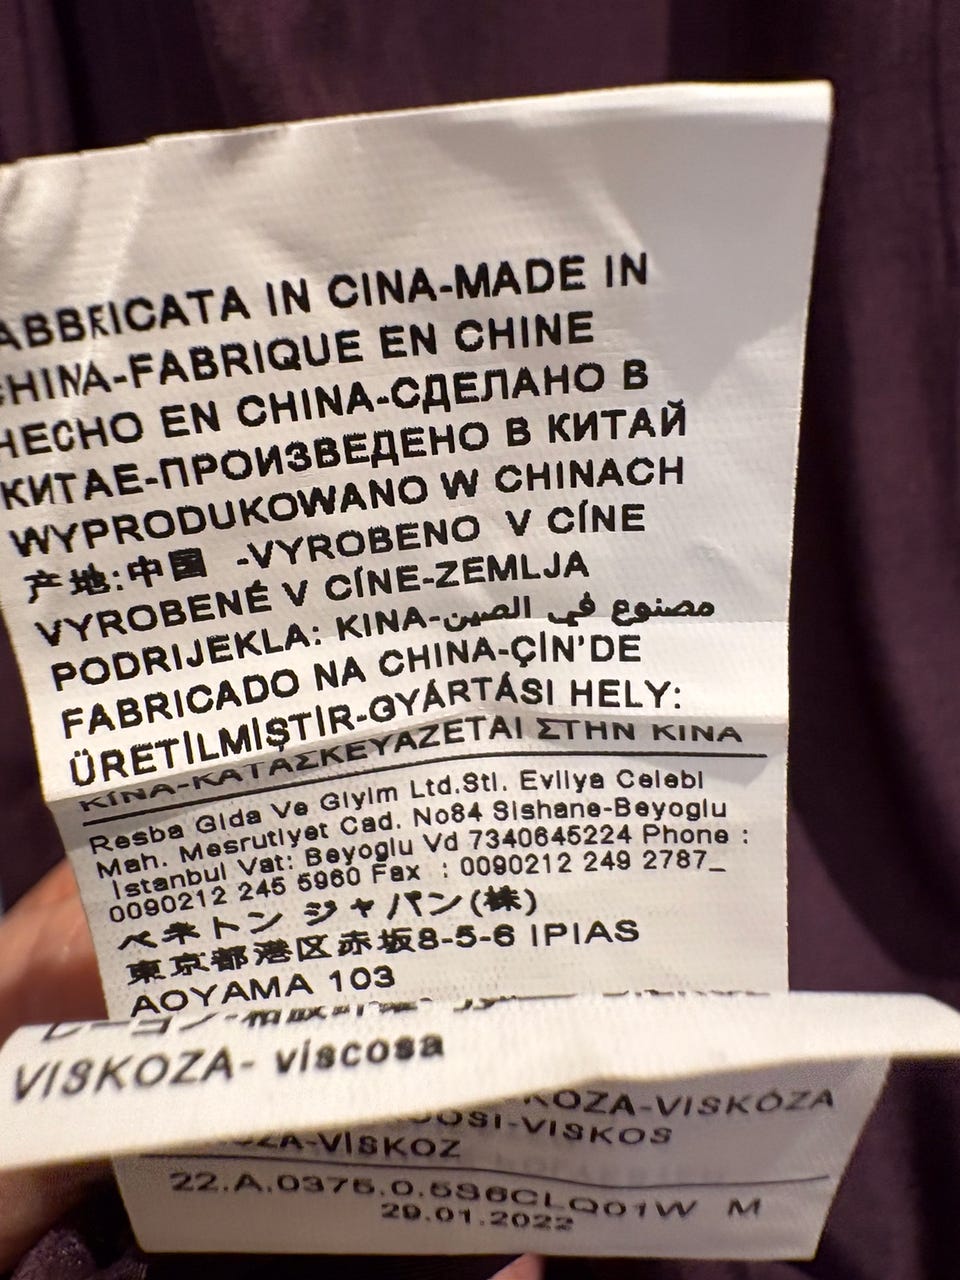 ABBRICATA IN CINA-MADE IN
CHINA-FABRIQUE EN CHINE
HECHO EN CHINA-СДЕЛАНО В
КИТАЕ-ПРОИЗВЕДЕНО В КИТАЙ
WYPRODUKOWANO W CHINACH
产地:中国 -VYROBENO V CÍNE
VYROBENÉ V CÍNE-ZEMLJA
PODRIJEKLA: KINA-مصنوع في الصين
FABRICADO NA CHINA-ÇİN'DE
ÜRETİLMİŞTİR-GYÁRTÁSI HELY:
KÍNA-ΚΑΤΑΣΚΕΥΑΖΕΤΑΙ ΣΤΗΝ ΚΙΝΑ
Resba Gida Ve Giyim Ltd.Sti. Evliya Celebi
Mah. Mesrutiyet Cad. No84 Sishane-Beyoglu
Istanbul Vat: Beyoglu Vd 7340645224 Phone :
0090212 245 5960 Fax : 0090212 249 2787_
ベネトン ジャパン(株)
東京都港区赤坂8-5-6 IPIAS
AOYAMA 103
VISKOZA- viscosa
KOZA-VISKÓZA
VISKOS
VİSKOZ
22.A.0375.0.5S6CLQ01W M
29.01.2022